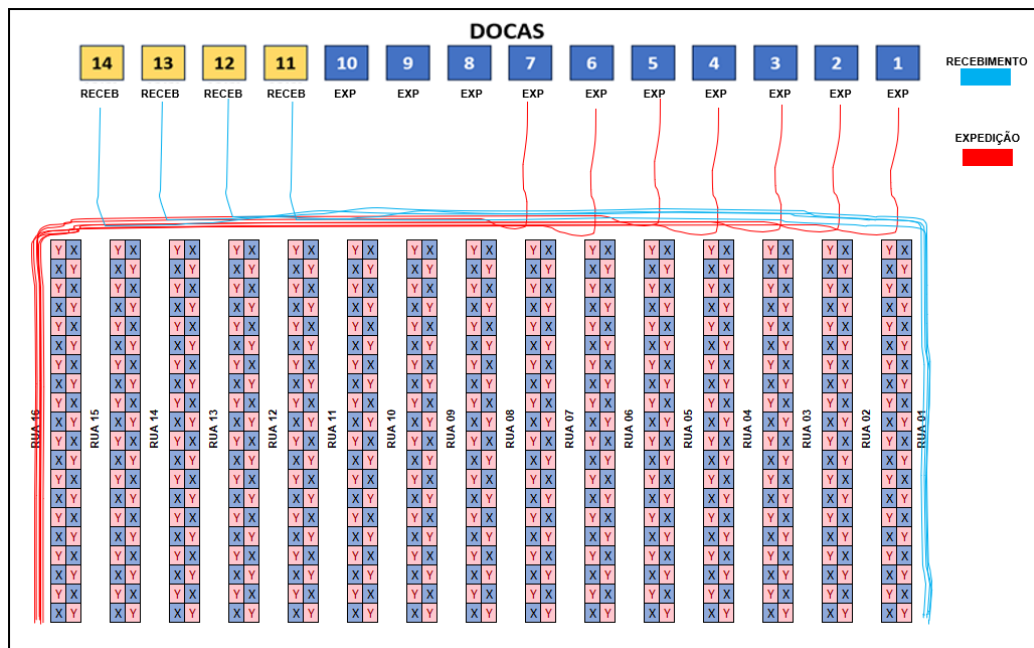 DOCAS
14 13 12 11 10 9 8 7 6 5 4 3 2 1
RECEB RECEB RECEB RECEB EXP EXP EXP EXP EXP EXP EXP EXP EXP EXP
RECEBIMENTO
EXPEDIÇÃO
Y X Y X Y X Y X Y X Y X Y X Y X Y X Y X Y X Y X Y X Y X Y X
X Y X Y X Y X Y X Y X Y X Y X Y X Y X Y X Y X Y X Y X Y X Y
Y X Y X Y X Y X Y X Y X Y X Y X Y X Y X Y X Y X Y X Y X Y X
X Y X Y X Y X Y X Y X Y X Y X Y X Y X Y X Y X Y X Y X Y X Y
Y X Y X Y X Y X Y X Y X Y X Y X Y X Y X Y X Y X Y X Y X Y X
X Y X Y X Y X Y X Y X Y X Y X Y X Y X Y X Y X Y X Y X Y X Y
Y X Y X Y X Y X Y X Y X Y X Y X Y X Y X Y X Y X Y X Y X Y X
X Y X Y X Y X Y X Y X Y X Y X Y X Y X Y X Y X Y X Y X Y X Y
Y X Y X Y X Y X Y X Y X Y X Y X Y X Y X Y X Y X Y X Y X Y X
X Y X Y X Y X Y X Y X Y X Y X Y X Y X Y X Y X Y X Y X Y X Y
Y X Y X Y X Y X Y X Y X Y X Y X Y X Y X Y X Y X Y X Y X Y X
X Y X Y X Y X Y X Y X Y X Y X Y X Y X Y X Y X Y X Y X Y X Y
Y X Y X Y X Y X Y X Y X Y X Y X Y X Y X Y X Y X Y X Y X Y X
X Y X Y X Y X Y X Y X Y X Y X Y X Y X Y X Y X Y X Y X Y X Y
Y X Y X Y X Y X Y X Y X Y X Y X Y X Y X Y X Y X Y X Y X Y X
X Y X Y X Y X Y X Y X Y X Y X Y X Y X Y X Y X Y X Y X Y X Y
Y X Y X Y X Y X Y X Y X Y X Y X Y X Y X Y X Y X Y X Y X Y X
X Y X Y X Y X Y X Y X Y X Y X Y X Y X Y X Y X Y X Y X Y X Y
Y X Y X Y X Y X Y X Y X Y X Y X Y X Y X Y X Y X Y X Y X Y X
X Y X Y X Y X Y X Y X Y X Y X Y X Y X Y X Y X Y X Y X Y X Y
RUA 16
RUA 15
RUA 14
RUA 13
RUA 12
RUA 11
RUA 10
RUA 09
RUA 08
RUA 07
RUA 06
RUA 05
RUA 04
RUA 03
RUA 02
RUA 01